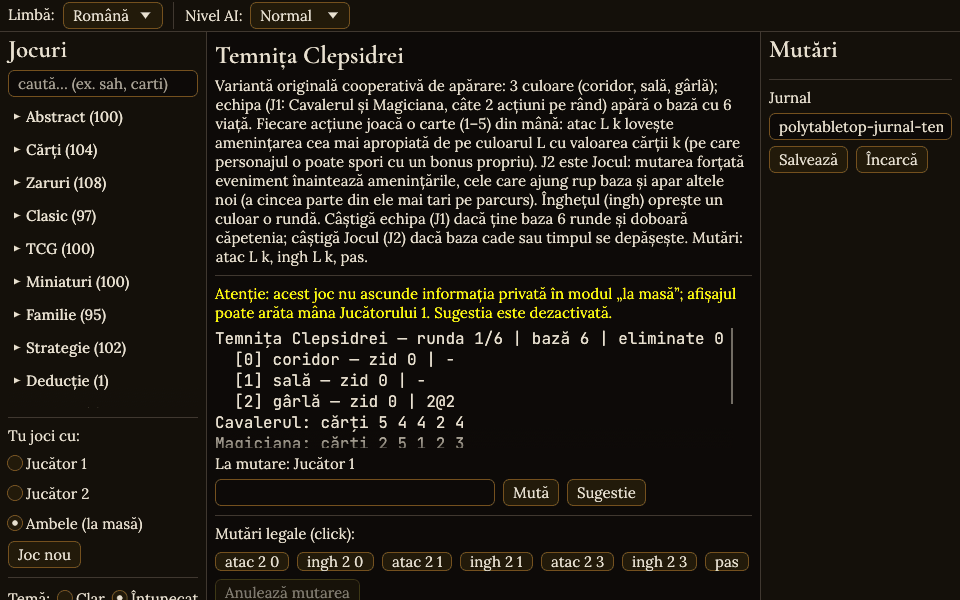 Limbă: Română ▼ Nivel AI: Normal ▼
Jocuri
caută... (ex. sah, carti)
▸ Abstract (100)
▸ Cărți (104)
▸ Zaruri (108)
▸ Clasic (97)
▸ TCG (100)
▸ Miniaturi (100)
▸ Familie (95)
▸ Strategie (102)
▸ Deducție (1)
Tu joci cu:
Jucător 1
Jucător 2
Ambele (la masă)
Joc nou
Temă: Clar Întunecat
Temnița Clepsidrei
Variantă originală cooperativă de apărare: 3 culoare (coridor, sală, gârlă);
echipa (J1: Cavalerul și Magiciana, câte 2 acțiuni pe rând) apără o bază cu 6
viață. Fiecare acțiune joacă o carte (1–5) din mână: atac L k lovește
amenințarea cea mai apropiată de pe culoarul L cu valoarea cărții k (pe care
personajul o poate spori cu un bonus propriu). J2 este Jocul: mutarea forțată
eveniment înaintează amenințările, cele care ajung rup baza și apar altele
noi (a cincea parte din ele mai tari pe parcurs). Înghețul (ingh) oprește un
culoar o rundă. Câștigă echipa (J1) dacă ține baza 6 runde și doboară
căpetenia; câștigă Jocul (J2) dacă baza cade sau timpul se depășește. Mutări:
atac L k, ingh L k, pas.
Atenție: acest joc nu ascunde informația privată în modul „la masă”; afișajul
poate arăta mâna Jucătorului 1. Sugestia este dezactivată.
Temnița Clepsidrei — runda 1/6 | bază 6 | eliminate 0
[0] coridor — zid 0 | -
[1] sală — zid 0 | -
[2] gârlă — zid 0 | 2@2
Cavalerul: cărți 5 4 4 2 4
Magiciana: cărți 2 5 1 2 3
La mutare: Jucător 1
Mută Sugestie
Mutări legale (click):
atac 2 0 ingh 2 0 atac 2 1 ingh 2 1 atac 2 3 ingh 2 3 pas
Anulează mutarea
Mutări
Jurnal
polytabletop-jurnal-ten
Salvează Încarcă